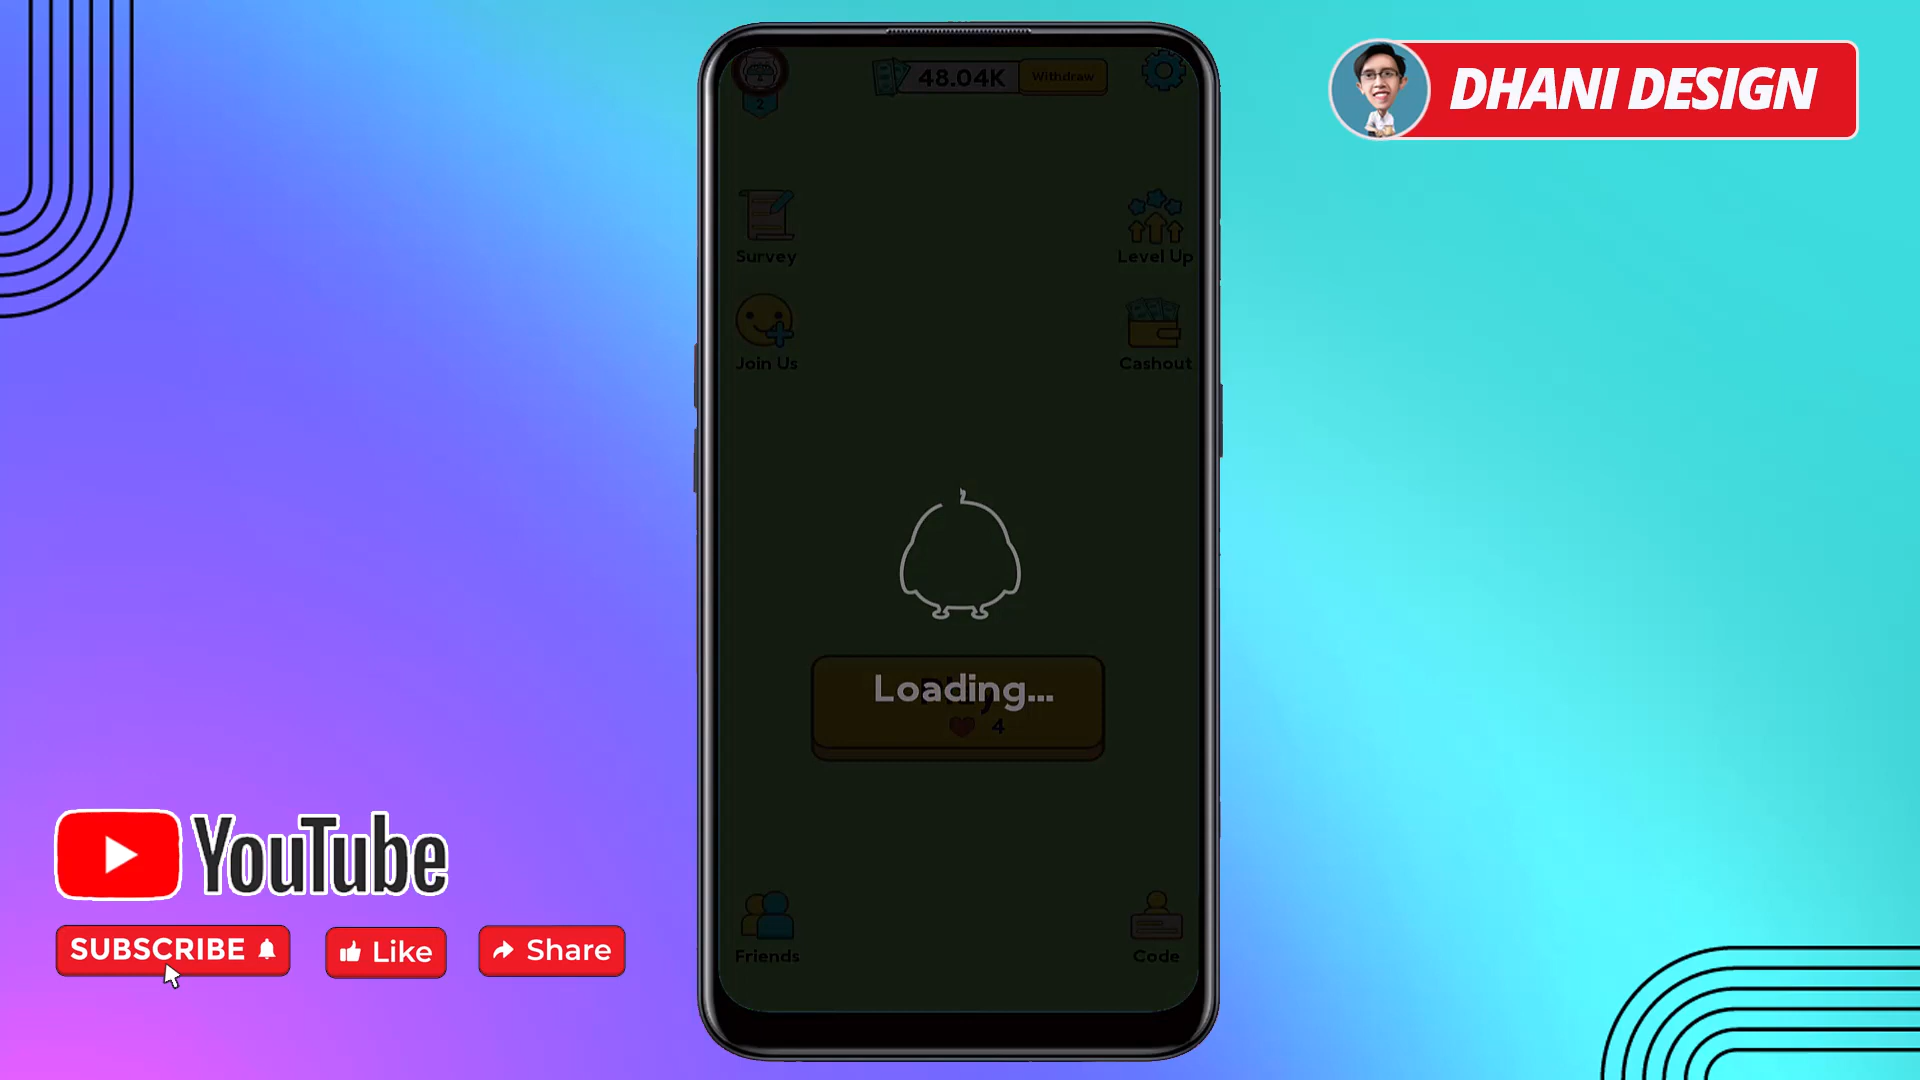 48.04K Withdraw
DHANI DESIGN
2
Survey
Level Up
Join Us
Cashout
Loading...
4
YouTube
SUBSCRIBE
Like
Share
Friends
Code